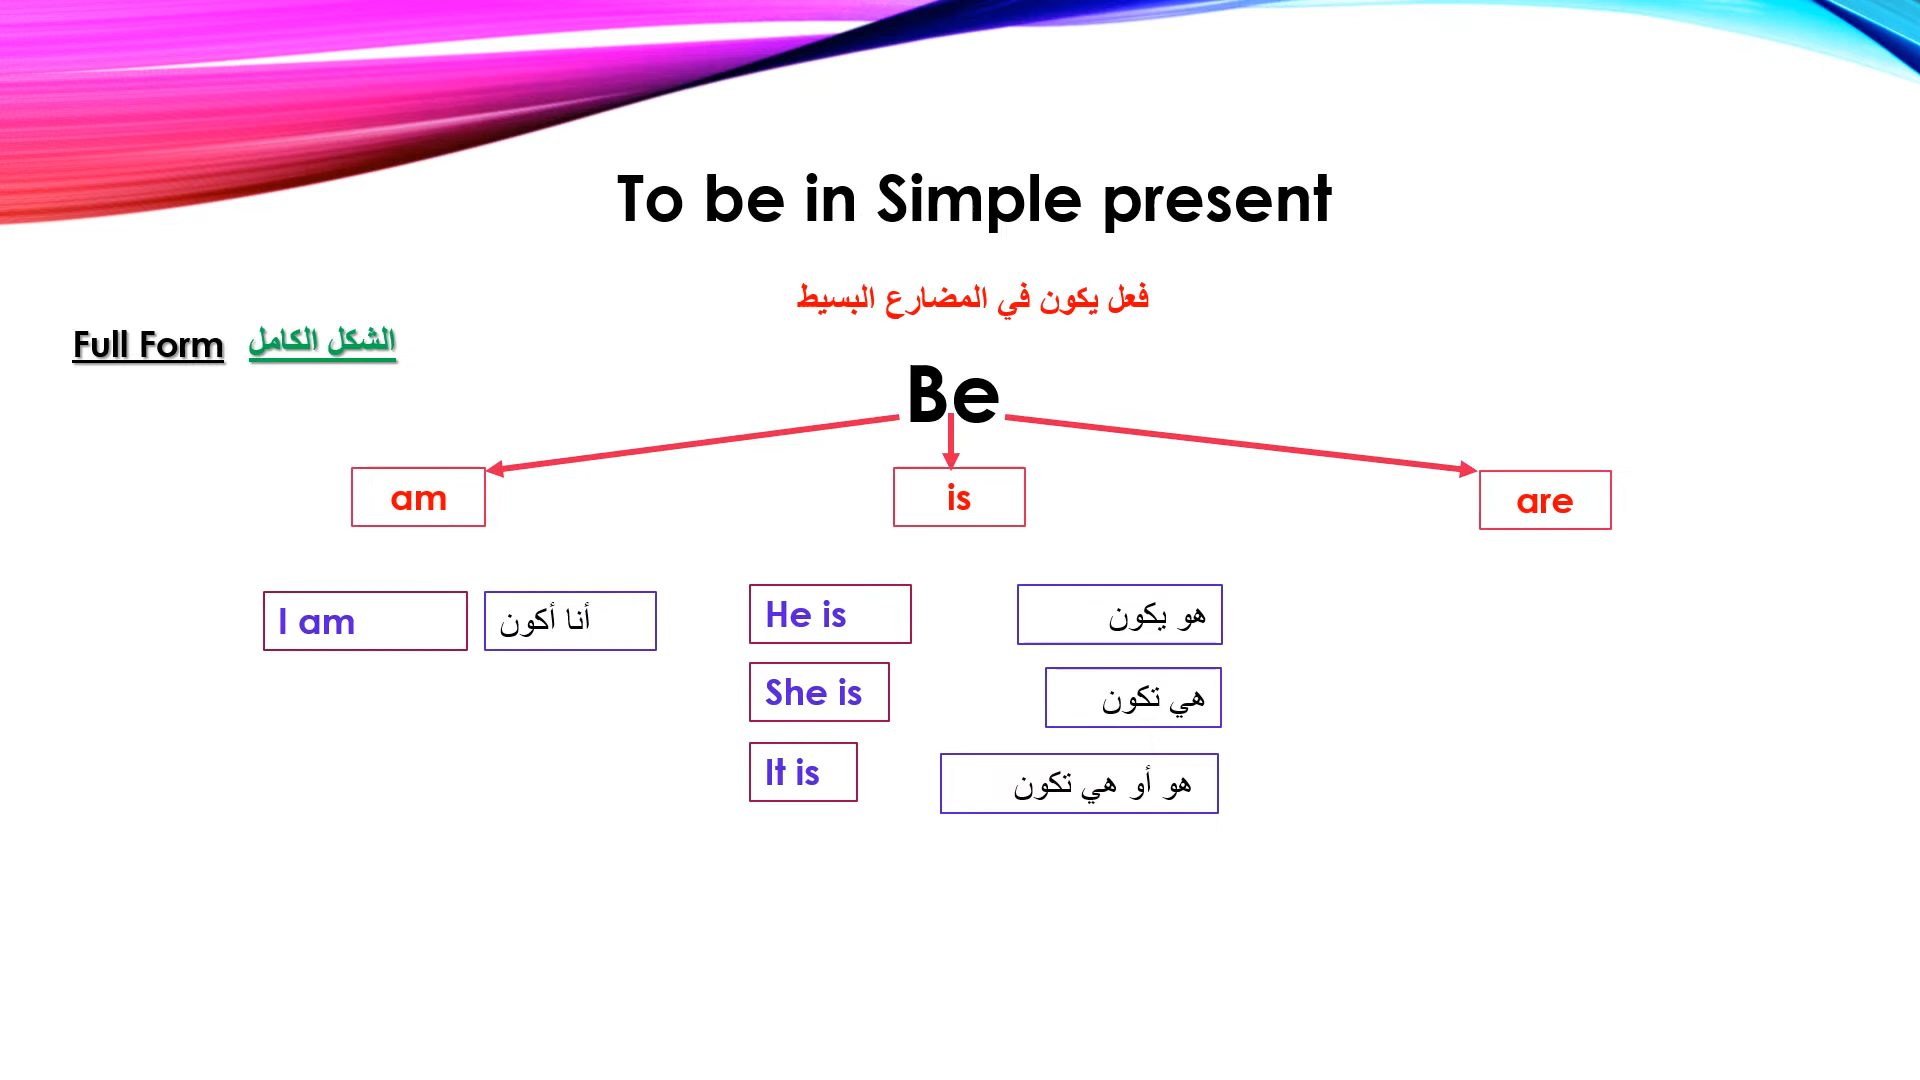 To be in Simple present
فعل يكون في المضارع البسيط
Full Form الشكل الكامل
Be
am is are
I am أنا أكون
He is هو يكون
She is هي تكون
It is هو أو هي تكون